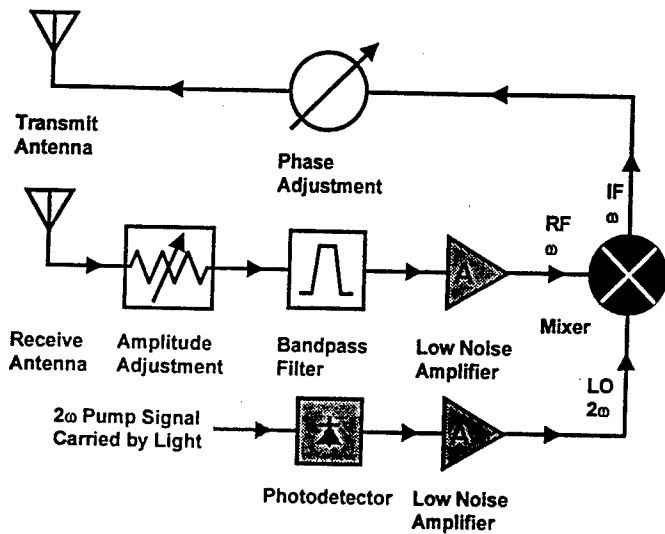 Transmit
Antenna
Phase
Adjustment
IF
ω
RF
ω
A
Mixer
Receive
Antenna
Amplitude
Adjustment
Bandpass
Filter
Low Noise
Amplifier
LO
2ω
2ω Pump Signal
Carried by Light
A
Photodetector
Low Noise
Amplifier